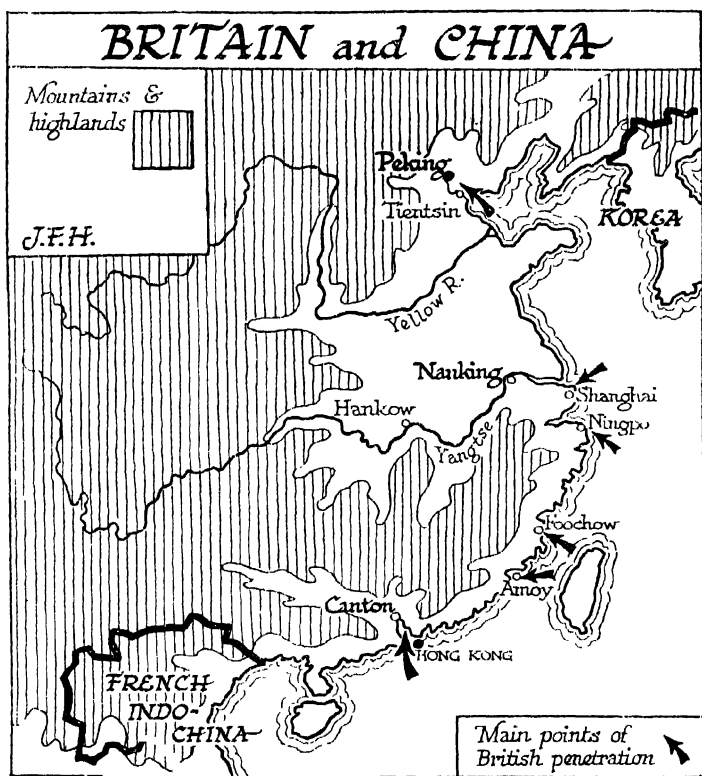 BRITAIN and CHINA
Mountains &
highlands
J.F.H.
Peking
Tientsin
KOREA
Yellow R.
Nanking
Shanghai
Hankow
Ningpo
Yangtse
Foochow
Amoy
Canton
HONG KONG
FRENCH
INDO-
CHINA
Main points of
British penetration